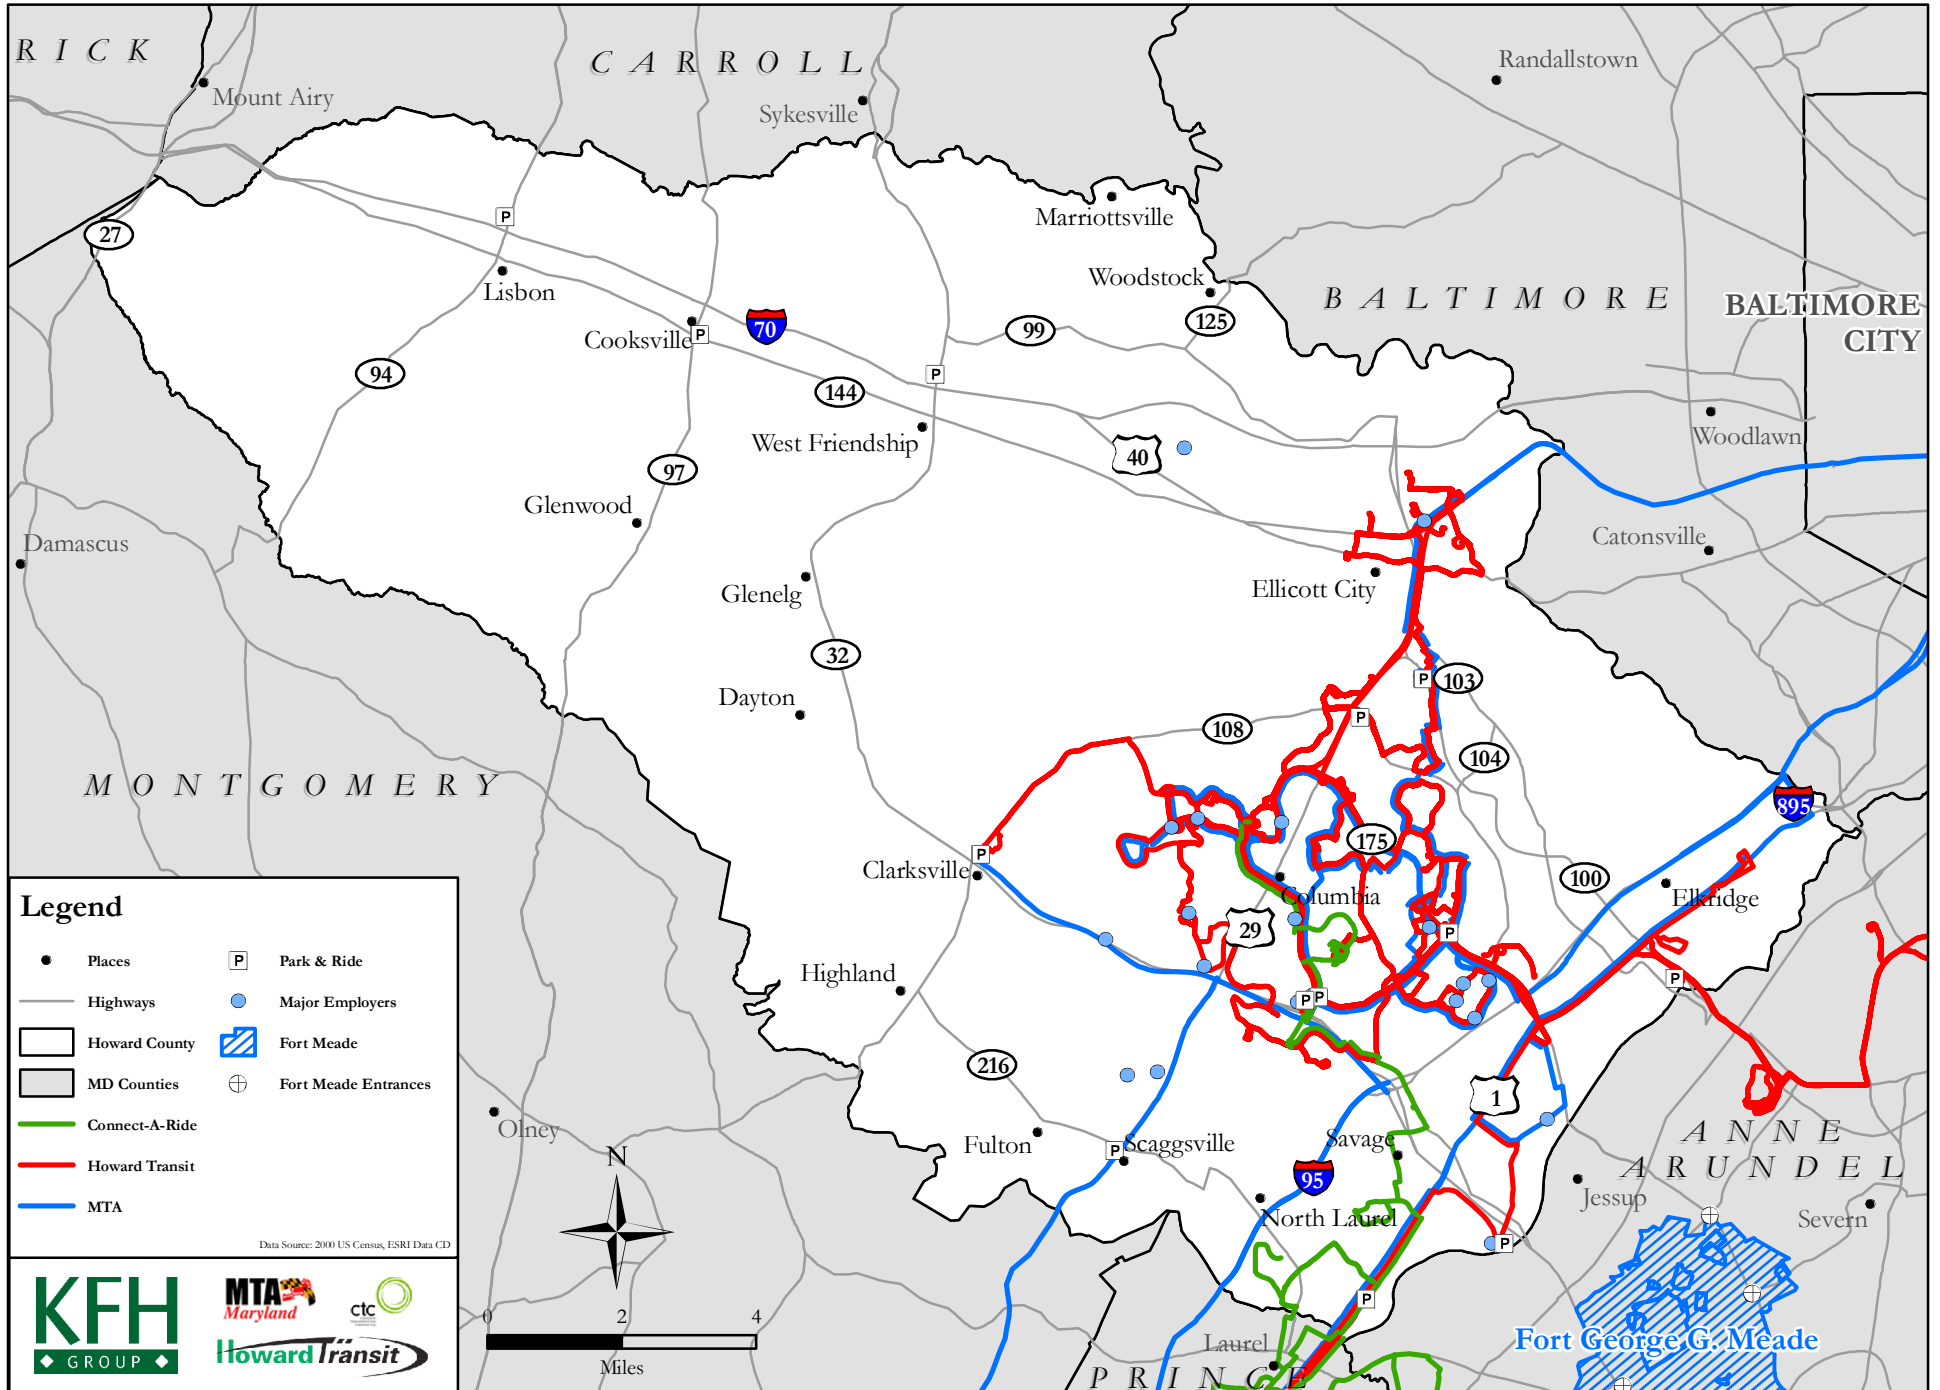 RICK
CARROLL
Randallstown
Mount Airy
Sykesville
Marriottsville
27
Woodstock
Lisbon
BALTIMORE
BALTIMORE
CITY
P
P
P
70
99
125
Cooksville
94
144
West Friendship
40
Woodlawn
97
Glenwood
Damascus
Catonsville
Glenelg
Ellicott City
32
103
P
Dayton
P
108
104
MONTGOMERY
895
175
P
Clarksville
100
Columbia
Elkridge
29
P
Highland
P
P
P
216
1
Olney
Fulton
P
Scaggsville
Savage
ANNE
ARUNDEL
95
Jessup
North Laurel
Severn
P
P
Fort George G. Meade
Laurel
PRINCE
Legend
Places
Highways
Howard County
MD Counties
Connect-A-Ride
Howard Transit
MTA
P
Park & Ride
Major Employers
Fort Meade
Fort Meade Entrances
Data Source: 2000 US Census, ESRI Data CD
N
0 2 4
Miles
KFH
GROUP
MTA
Maryland
ctc
HowardTransit